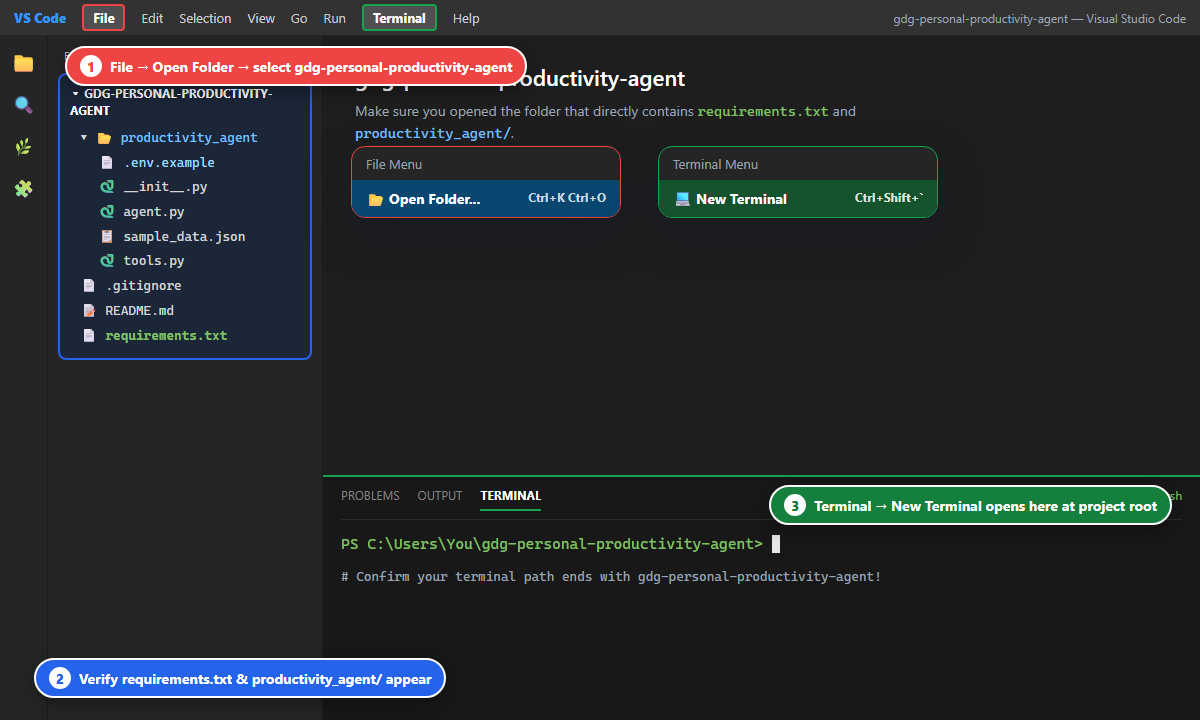 VS Code File Edit Selection View Go Run Terminal Help gdg-personal-productivity-agent — Visual Studio Code
1 File → Open Folder → select gdg-personal-productivity-agent
GDG-PERSONAL-PRODUCTIVITY-
AGENT
productivity_agent
.env.example
__init__.py
agent.py
sample_data.json
tools.py
.gitignore
README.md
requirements.txt
2 Verify requirements.txt & productivity_agent/ appear
productivity-agent
Make sure you opened the folder that directly contains requirements.txt and
productivity_agent/.
File Menu
Open Folder... Ctrl+K Ctrl+O
Terminal Menu
New Terminal Ctrl+Shift+`
PROBLEMS OUTPUT TERMINAL
3 Terminal → New Terminal opens here at project root
PS C:\Users\You\gdg-personal-productivity-agent>
# Confirm your terminal path ends with gdg-personal-productivity-agent!